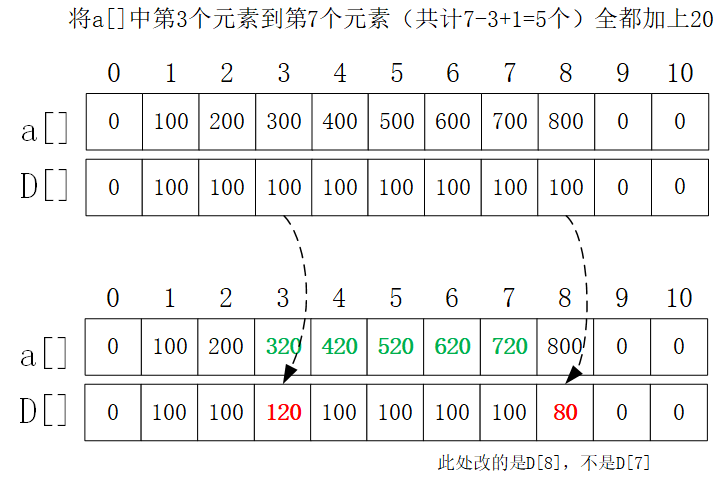 将a[]中第3个元素到第7个元素（共计7-3+1=5个）全都加上20
0 1 2 3 4 5 6 7 8 9 10
a[] 0 100 200 300 400 500 600 700 800 0 0
D[] 0 100 100 100 100 100 100 100 100 0 0
0 1 2 3 4 5 6 7 8 9 10
a[] 0 100 200 320 420 520 620 720 800 0 0
D[] 0 100 100 120 100 100 100 100 80 0 0
此处改的是D[8]，不是D[7]